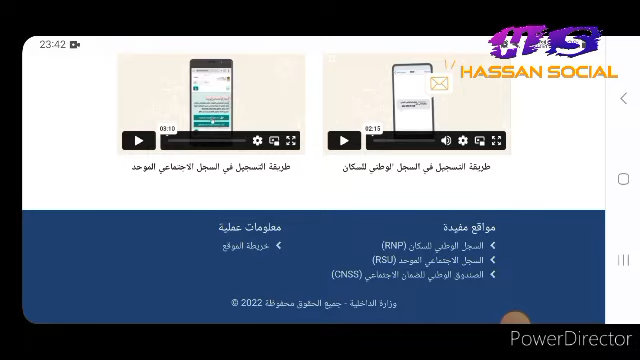 23:42
HS
HASSAN SOCIAL
03:10
02:15
طريقة التسجيل في السجل الوطني للسكان
طريقة التسجيل في السجل الاجتماعي الموحد
مواقع مفيدة
السجل الوطني للسكان (RNP)
السجل الاجتماعي الموحد (RSU)
الصندوق الوطني للضمان الاجتماعي (CNSS)
معلومات عملية
خريطة الموقع
وزارة الداخلية - جميع الحقوق محفوظة 2022 ©
PowerDirector